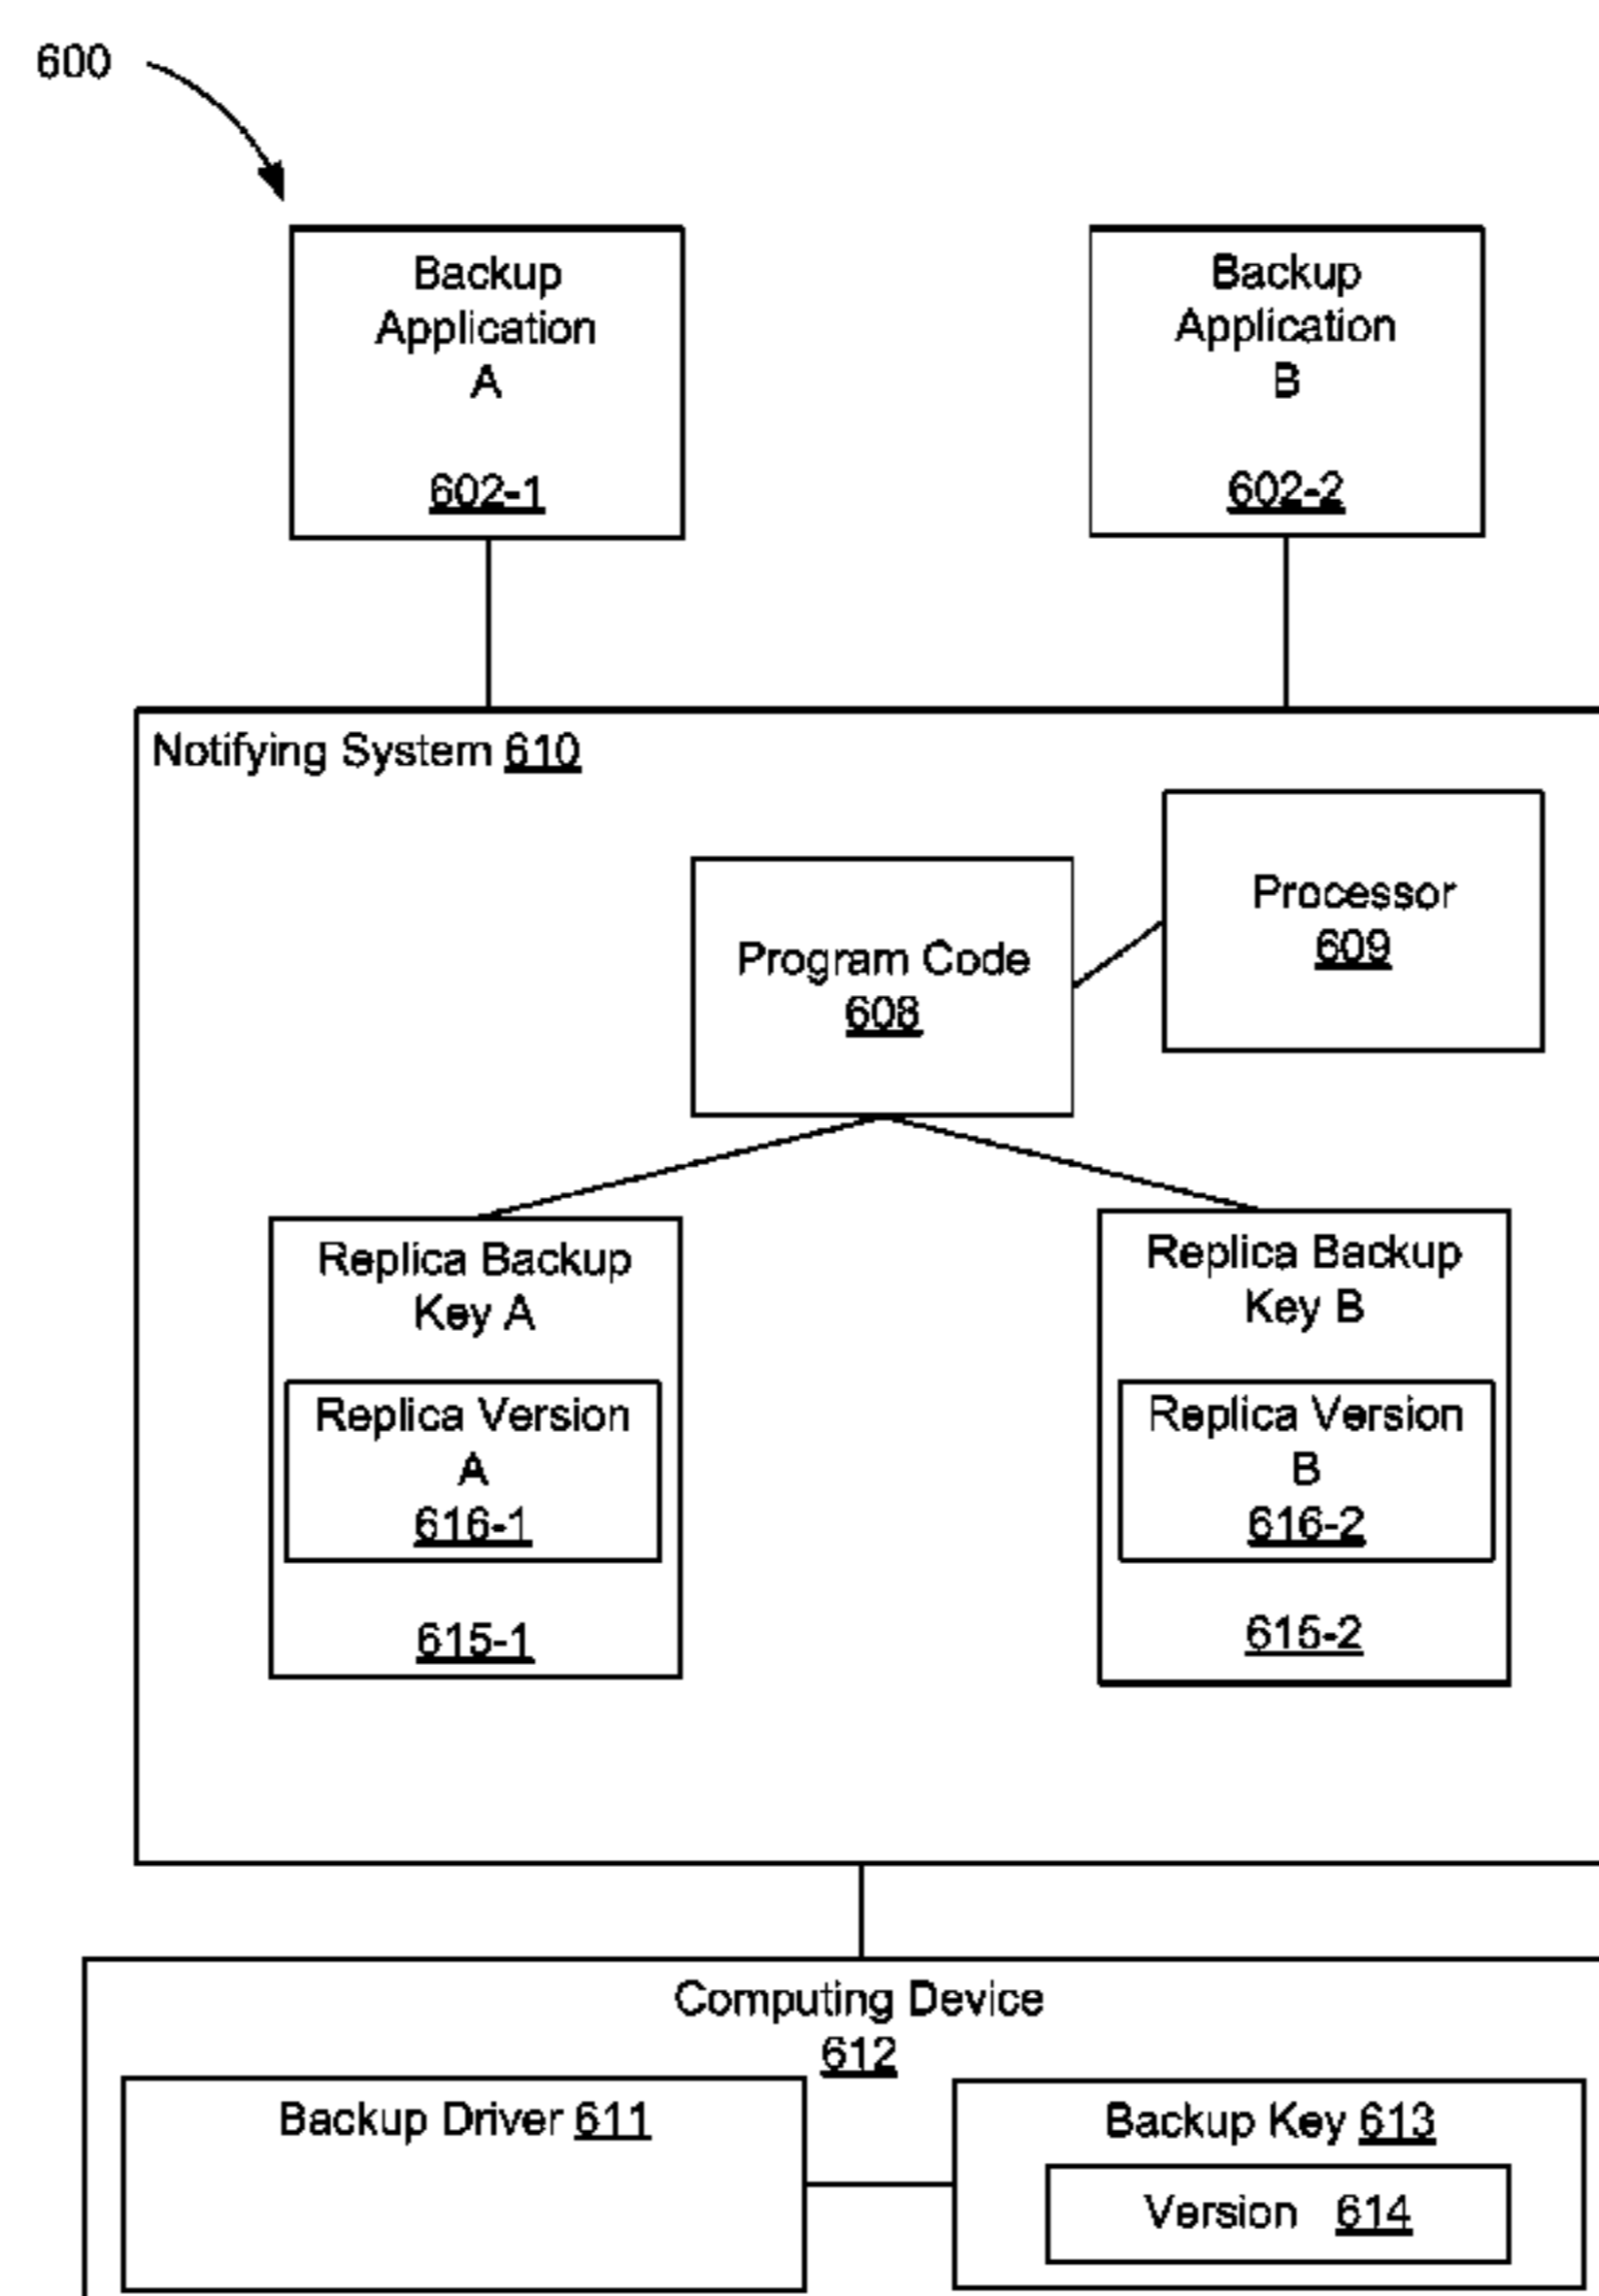 600
Backup
Application
A
602-1
Backup
Application
B
602-2
Notifying System 610
Processor
609
Program Code
608
Replica Backup
Key A
Replica Version
A
616-1
615-1
Replica Backup
Key B
Replica Version
B
616-2
615-2
Computing Device
612
Backup Driver 611
Backup Key 613
Version 614